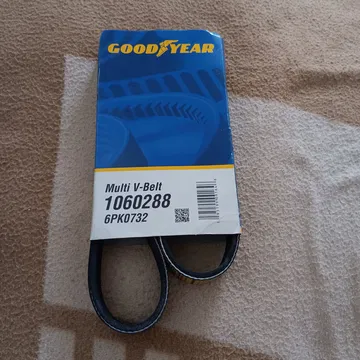 GOODYEAR
Multi V-Belt
1060288
6PK0732